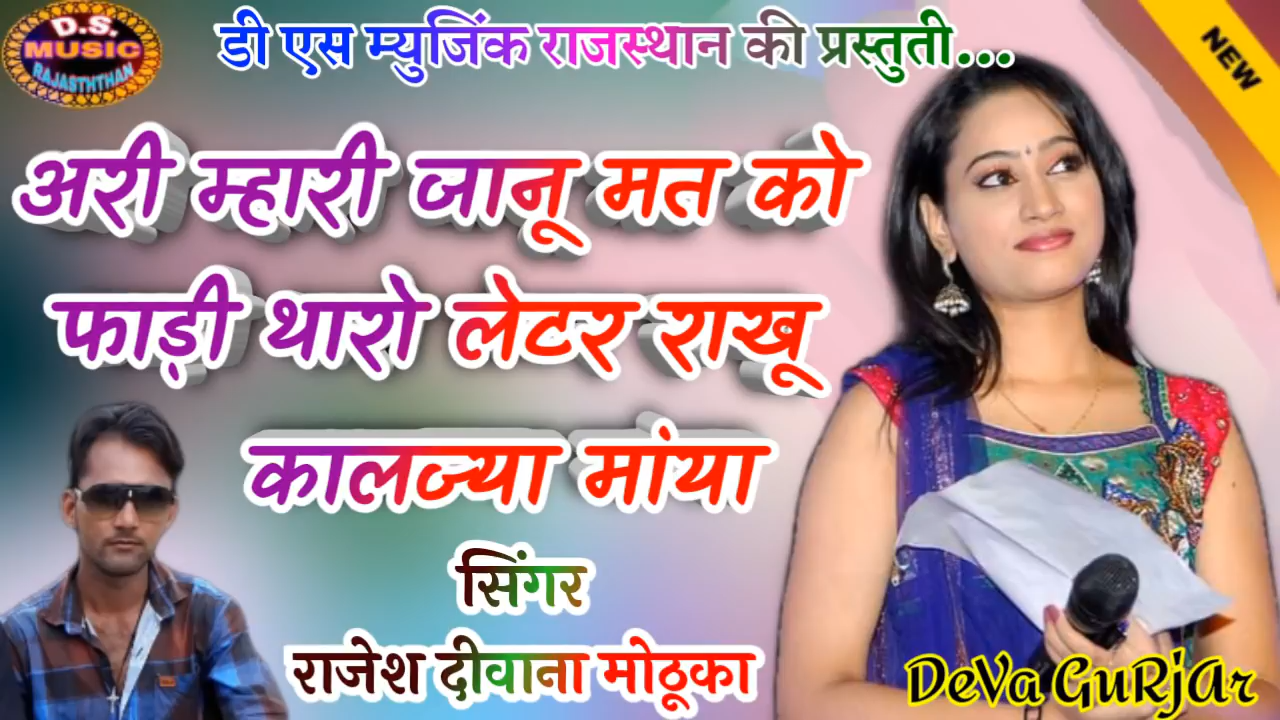 D.S.
MUSIC
RAJASTHTHAN
डी एस म्युजिंक राजस्थान की प्रस्तुती...
NEW
अरी म्हारी जानू मत को
फाड़ी थारो लेटर राखू
कालज्या मांया
सिंगर
राजेश दीवाना मोठूका
DeVa GuRjAr